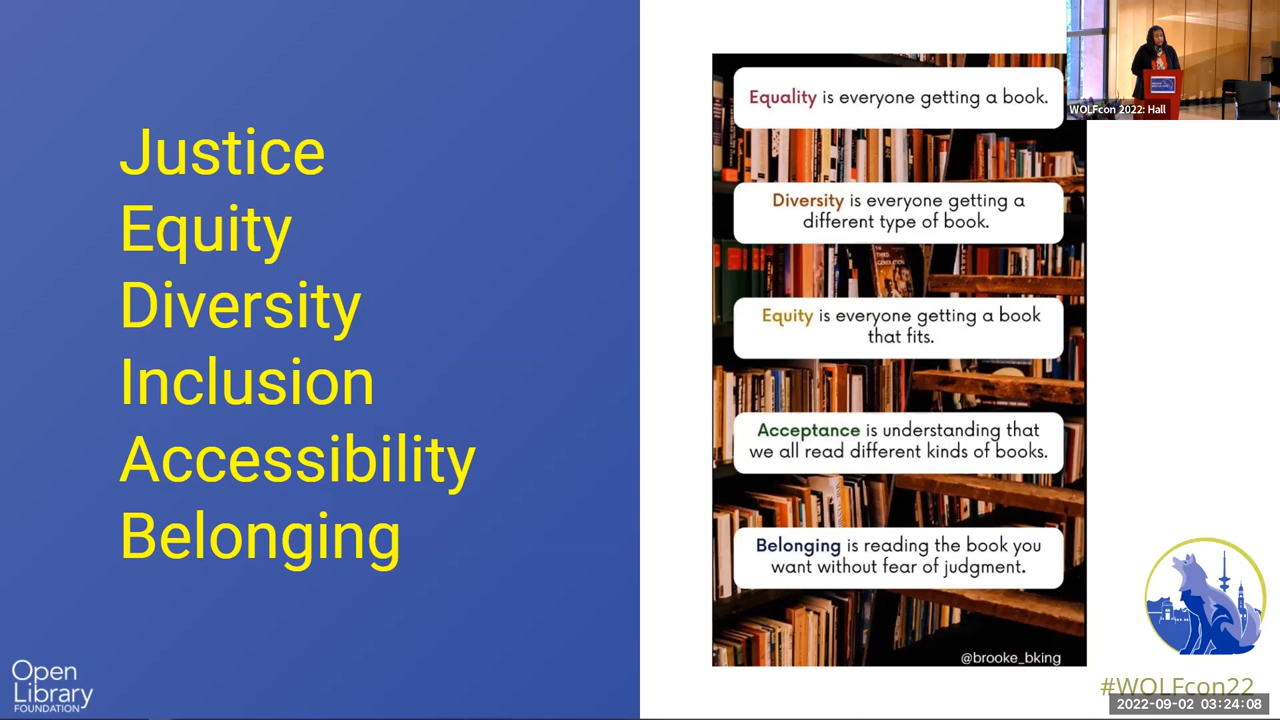 Justice
Equity
Diversity
Inclusion
Accessibility
Belonging
Open
Library
FOUNDATION
Equality is everyone getting a book.
Diversity is everyone getting a
different type of book.
THIRD
GENERATION
Equity is everyone getting a book
that fits.
Acceptance is understanding that
we all read different kinds of books.
Belonging is reading the book you
want without fear of judgment.
@brooke_bking
WOLFcon 2022: Hall
#WOLFcon22
2022-09-02 03:24:08